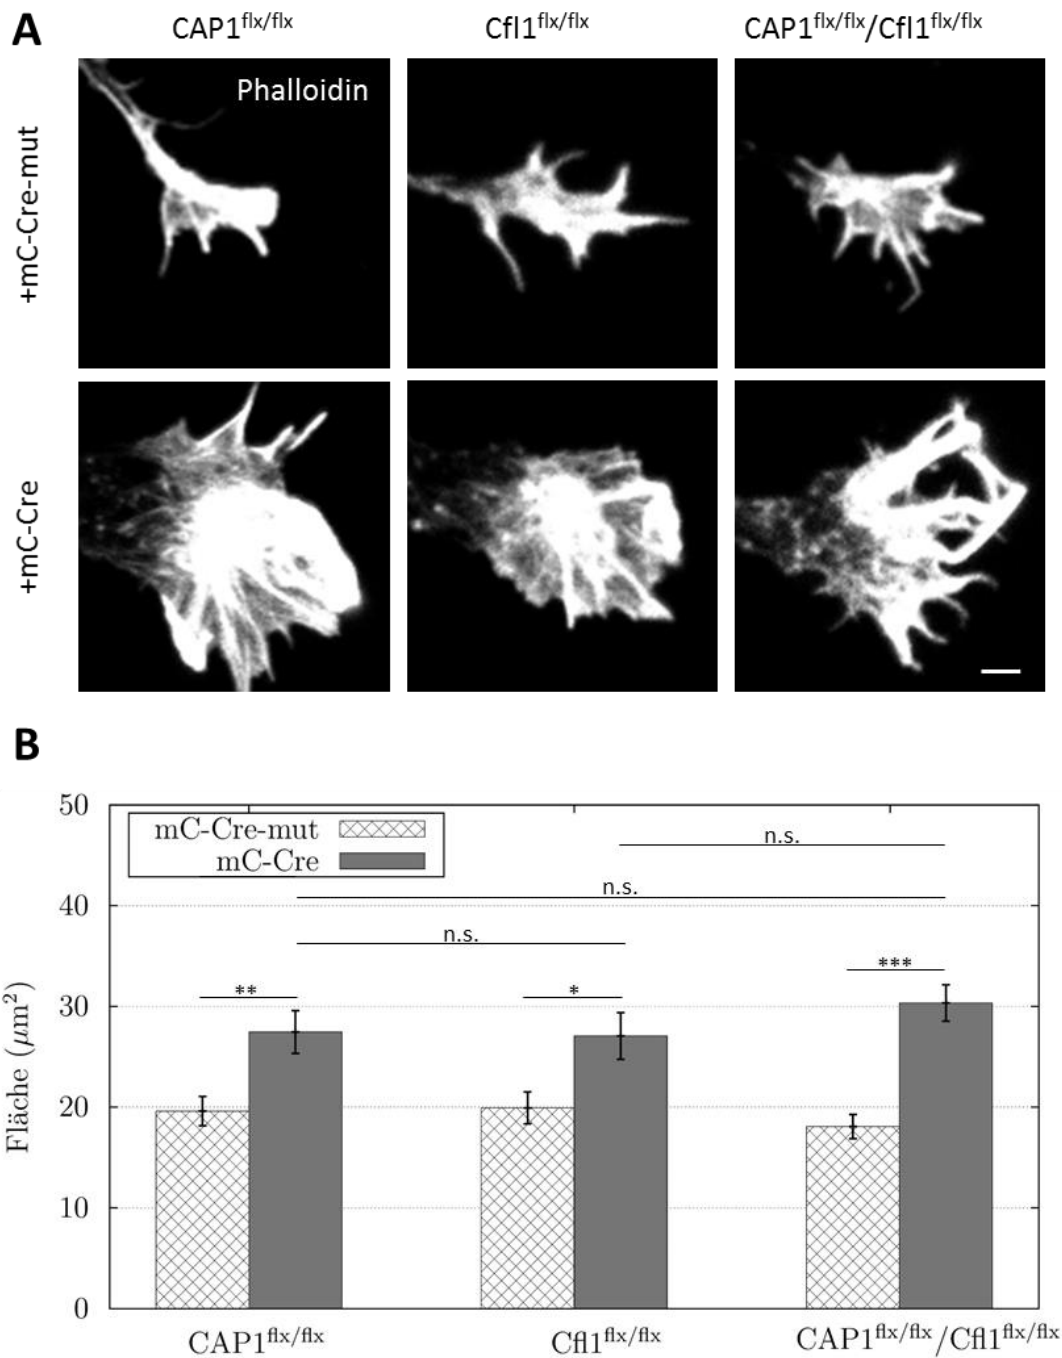 A
CAP1flx/flx
Cfl1flx/flx
CAP1flx/flx/Cfl1flx/flx
Phalloidin
+mC-Cre-mut
+mC-Cre
B
50
40
30
20
10
0
Fläche (μm²)
mC-Cre-mut
mC-Cre
n.s.
n.s.
n.s.
**
*
***
CAP1flx/flx
Cfl1flx/flx
CAP1flx/flx/Cfl1flx/flx